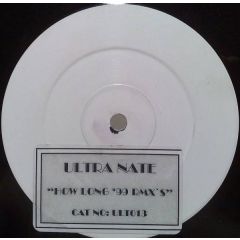 ULTRA NATE
"HOW LONG '99 RMX'S"
CAT NO: ULT013